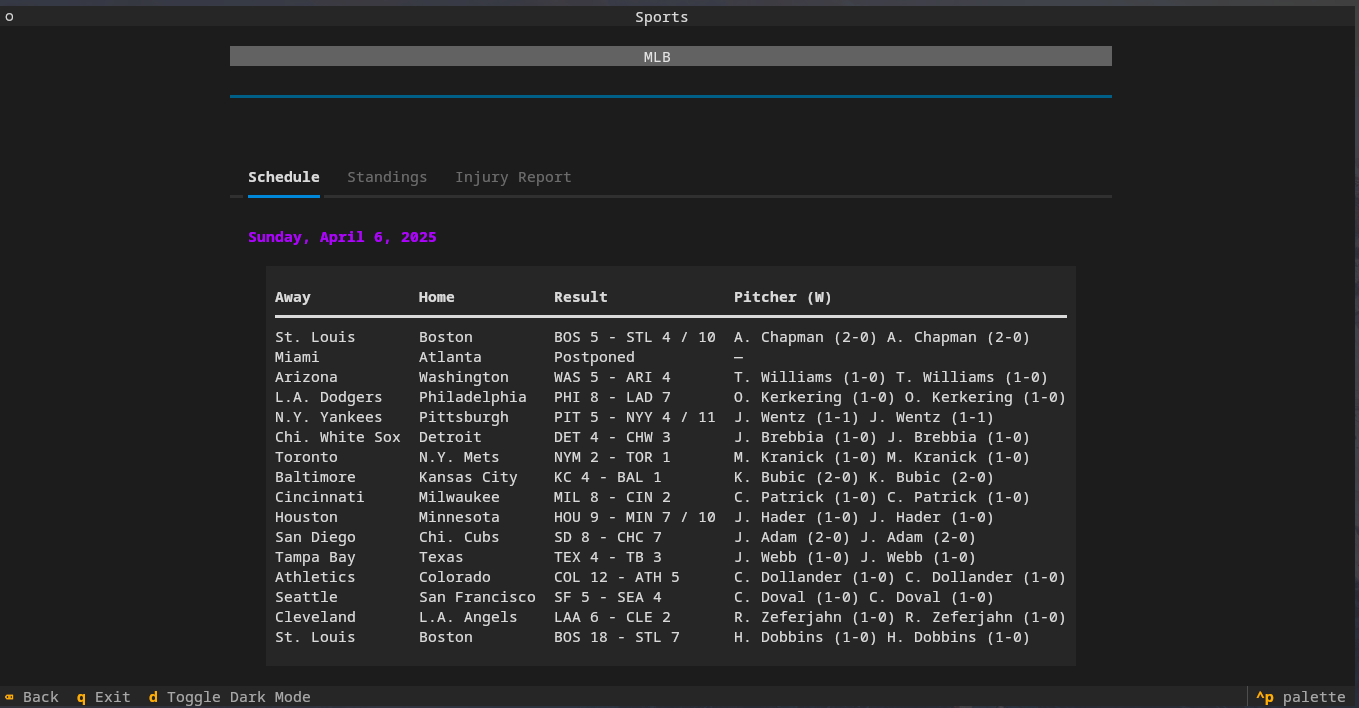 Sports
MLB
Schedule Standings Injury Report
Sunday, April 6, 2025
Away Home Result Pitcher (W)
St. Louis Boston BOS 5 - STL 4 / 10 A. Chapman (2-0) A. Chapman (2-0)
Miami Atlanta Postponed —
Arizona Washington WAS 5 - ARI 4 T. Williams (1-0) T. Williams (1-0)
L.A. Dodgers Philadelphia PHI 8 - LAD 7 O. Kerkering (1-0) O. Kerkering (1-0)
N.Y. Yankees Pittsburgh PIT 5 - NYY 4 / 11 J. Wentz (1-1) J. Wentz (1-1)
Chi. White Sox Detroit DET 4 - CHW 3 J. Brebbia (1-0) J. Brebbia (1-0)
Toronto N.Y. Mets NYM 2 - TOR 1 M. Kranick (1-0) M. Kranick (1-0)
Baltimore Kansas City KC 4 - BAL 1 K. Bubic (2-0) K. Bubic (2-0)
Cincinnati Milwaukee MIL 8 - CIN 2 C. Patrick (1-0) C. Patrick (1-0)
Houston Minnesota HOU 9 - MIN 7 / 10 J. Hader (1-0) J. Hader (1-0)
San Diego Chi. Cubs SD 8 - CHC 7 J. Adam (2-0) J. Adam (2-0)
Tampa Bay Texas TEX 4 - TB 3 J. Webb (1-0) J. Webb (1-0)
Athletics Colorado COL 12 - ATH 5 C. Dollander (1-0) C. Dollander (1-0)
Seattle San Francisco SF 5 - SEA 4 C. Doval (1-0) C. Doval (1-0)
Cleveland L.A. Angels LAA 6 - CLE 2 R. Zeferjahn (1-0) R. Zeferjahn (1-0)
St. Louis Boston BOS 18 - STL 7 H. Dobbins (1-0) H. Dobbins (1-0)
⌫ Back q Exit d Toggle Dark Mode ^p palette